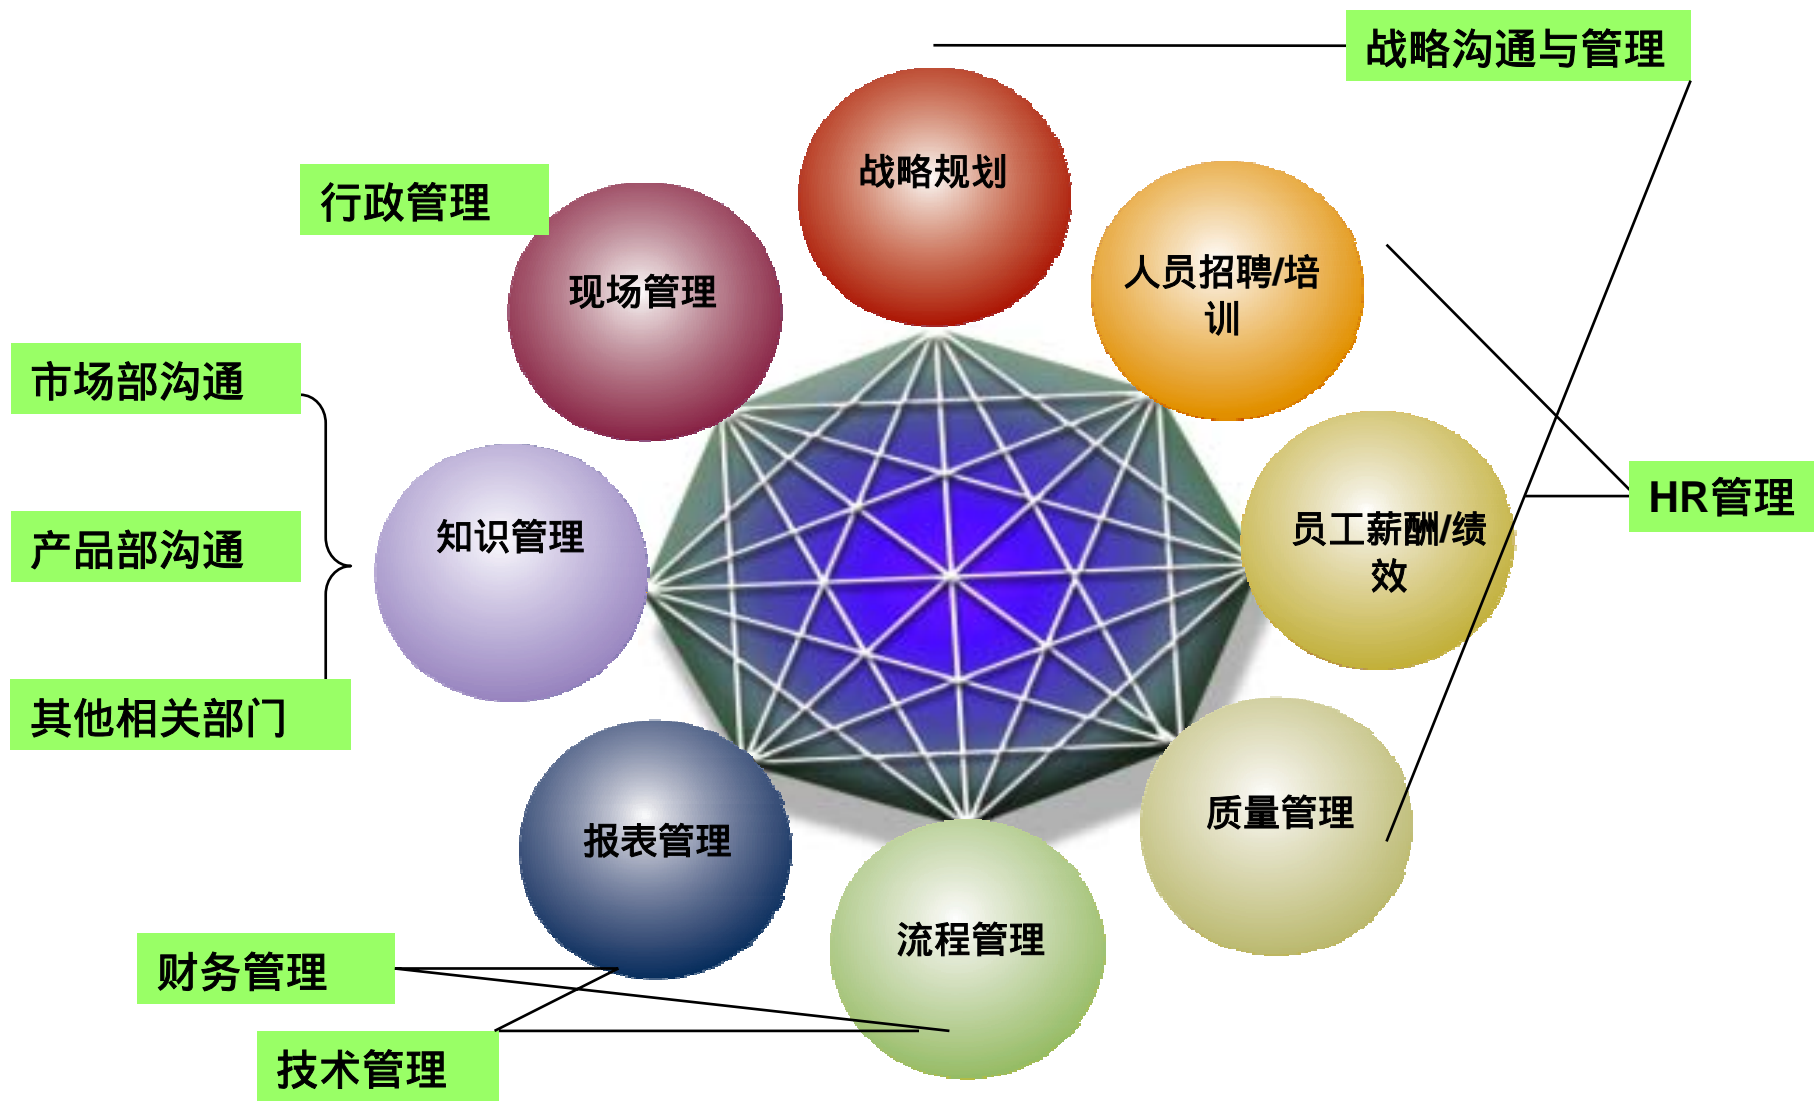 战略沟通与管理
战略规划
行政管理
人员招聘/培
训
现场管理
市场部沟通
HR管理
员工薪酬/绩
效
知识管理
产品部沟通
其他相关部门
质量管理
报表管理
流程管理
财务管理
技术管理